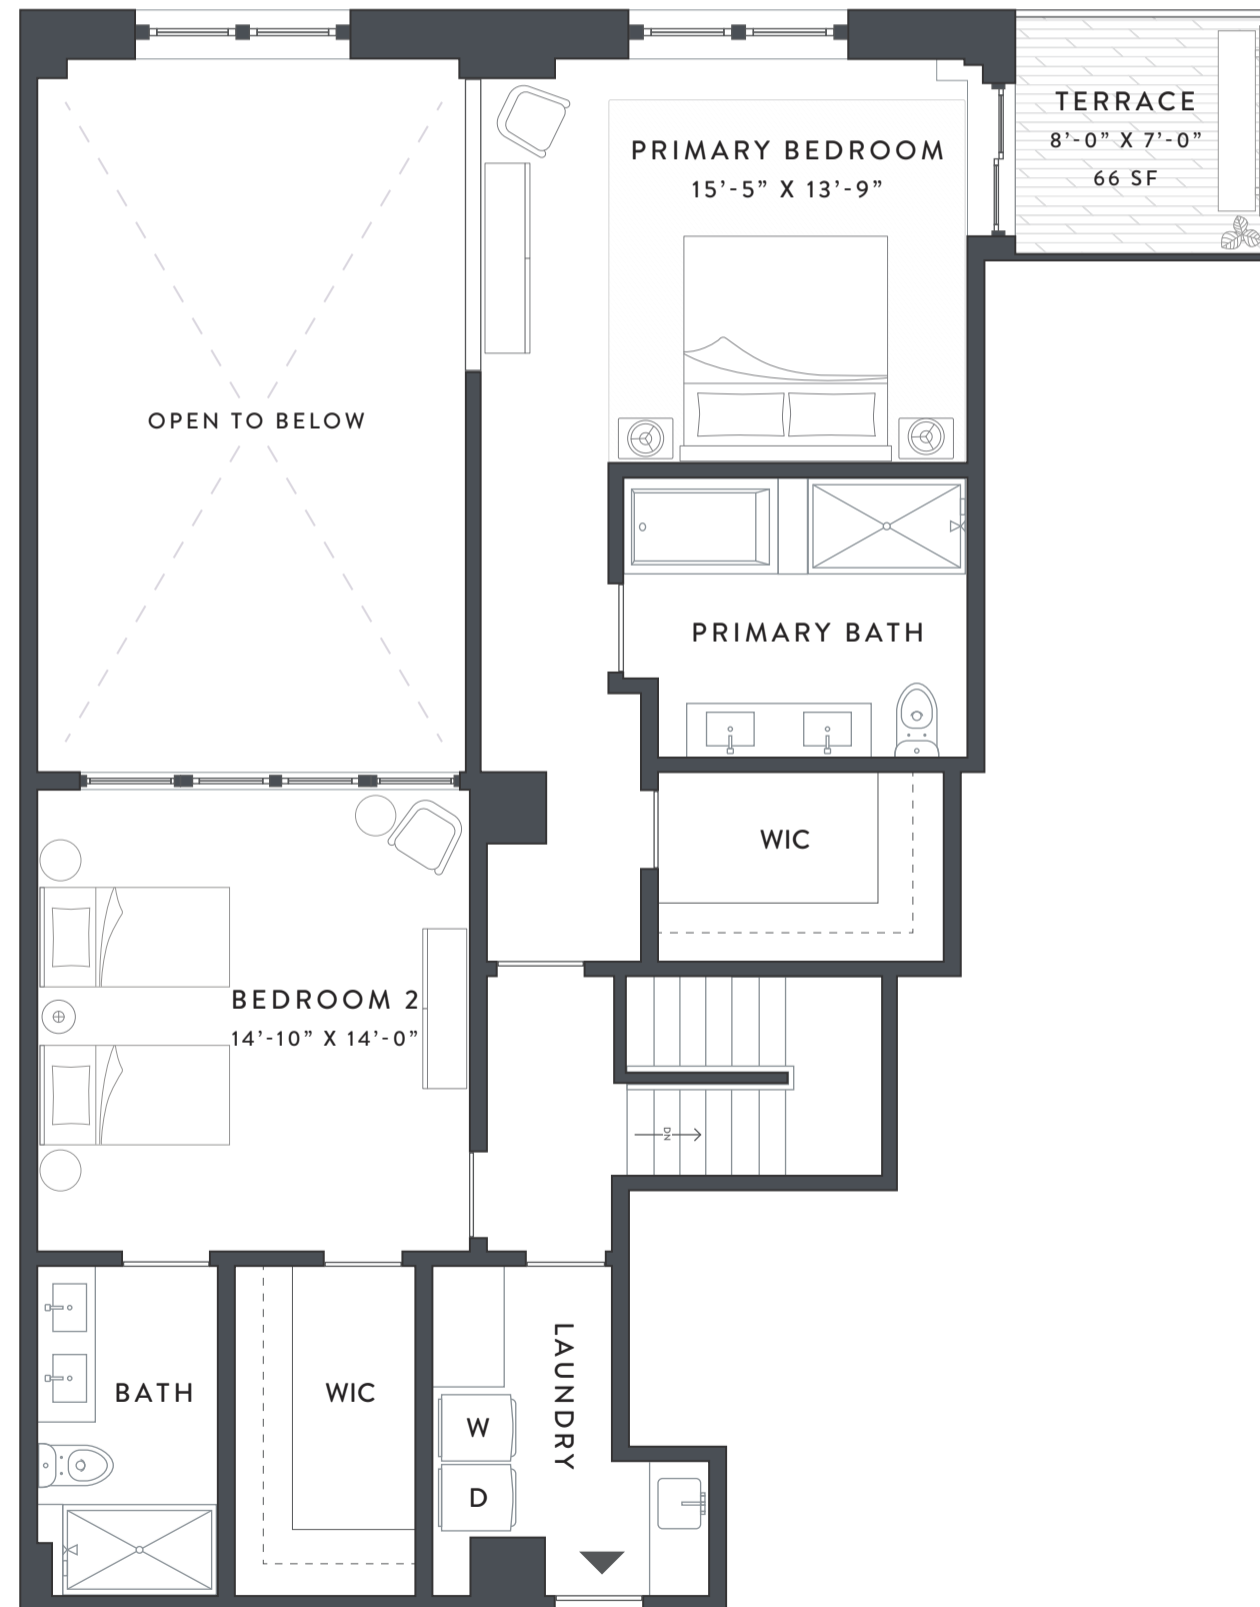 TERRACE
8'-0” X 7'-0”
66 SF
PRIMARY BEDROOM
15'-5” X 13'-9”
OPEN TO BELOW
PRIMARY BATH
WIC
BEDROOM 2
14'-10” X 14'-0”
DN
LAUNDRY
BATH
WIC
W
D